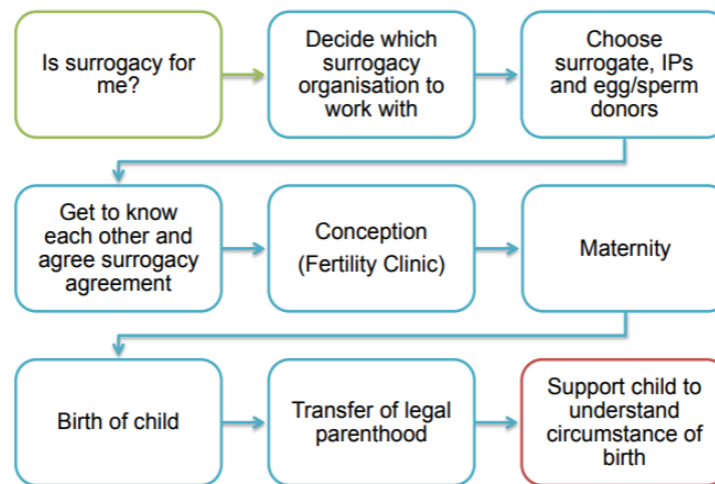 Is surrogacy for
me?
Decide which
surrogacy
organisation to
work with
Choose
surrogate, IPs
and egg/sperm
donors
Get to know
each other and
agree surrogacy
agreement
Conception
(Fertility Clinic)
Maternity
Birth of child
Transfer of legal
parenthood
Support child to
understand
circumstance of
birth